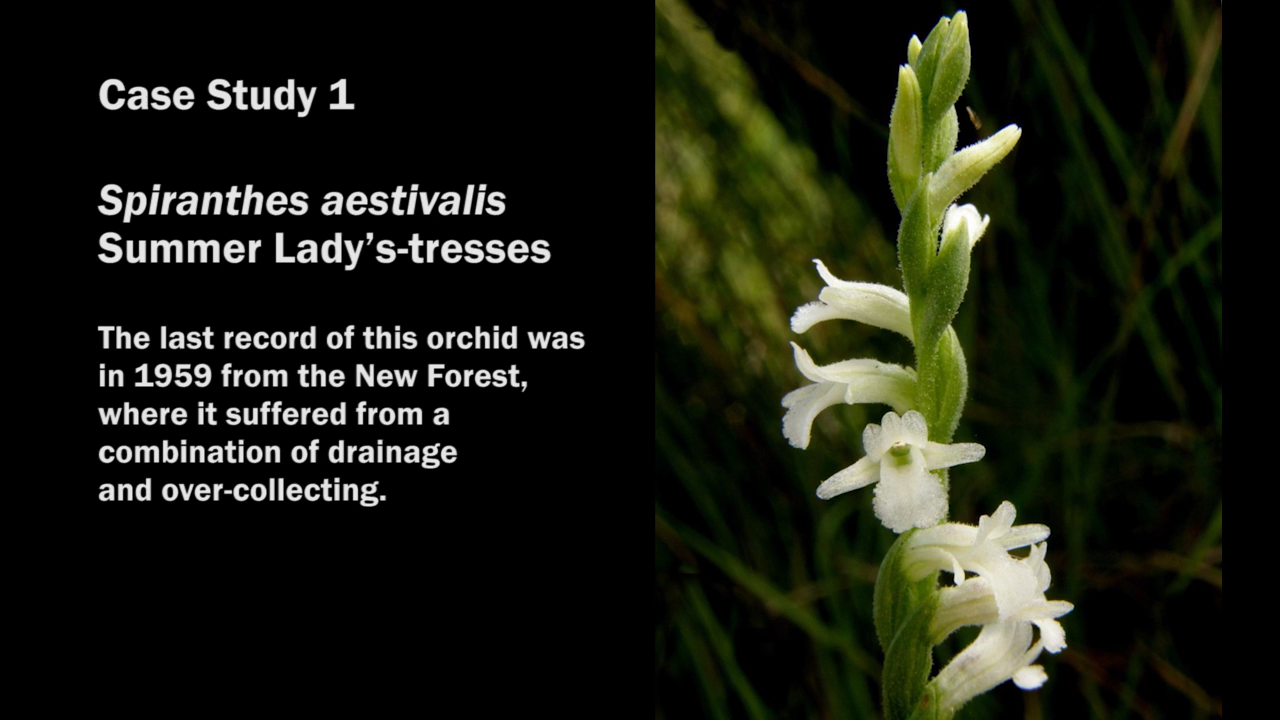 Case Study 1
Spiranthes aestivalis
Summer Lady’s-tresses
The last record of this orchid was
in 1959 from the New Forest,
where it suffered from a
combination of drainage
and over-collecting.